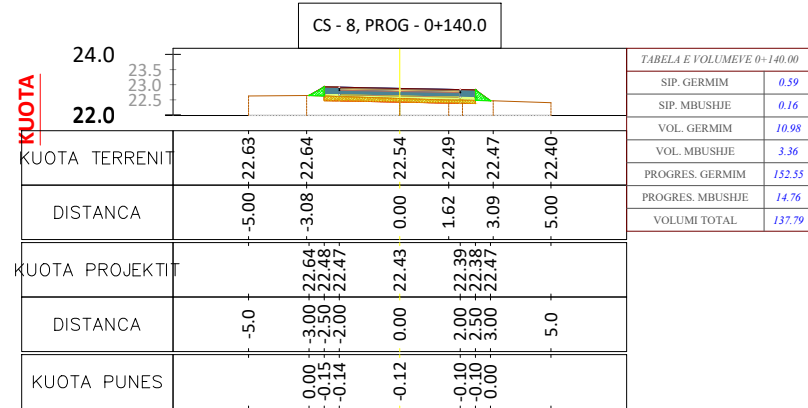 CS - 8, PROG - 0+140.0
KUOTA
24.0
23.5
23.0
22.5
22.0
TABELA E VOLUMEVE 0+140.00
SIP. GERMIM 0.59
SIP. MBUSHJE 0.16
VOL. GERMIM 10.98
VOL. MBUSHJE 3.36
PROGRES. GERMIM 152.55
PROGRES. MBUSHJE 14.76
VOLUMI TOTAL 137.79
KUOTA TERRENIT 22.63 22.64 22.54 22.49 22.47 22.40
DISTANCA -5.00 -3.08 0.00 1.62 3.09 5.00
KUOTA PROJEKTIT 22.64 22.48 22.47 22.43 22.39 22.38 22.47
DISTANCA -5.0 -3.00 -2.50 -2.00 0.00 2.00 2.50 3.00 5.0
KUOTA PUNES 0.00 -0.15 -0.14 -0.12 -0.10 -0.10 0.00